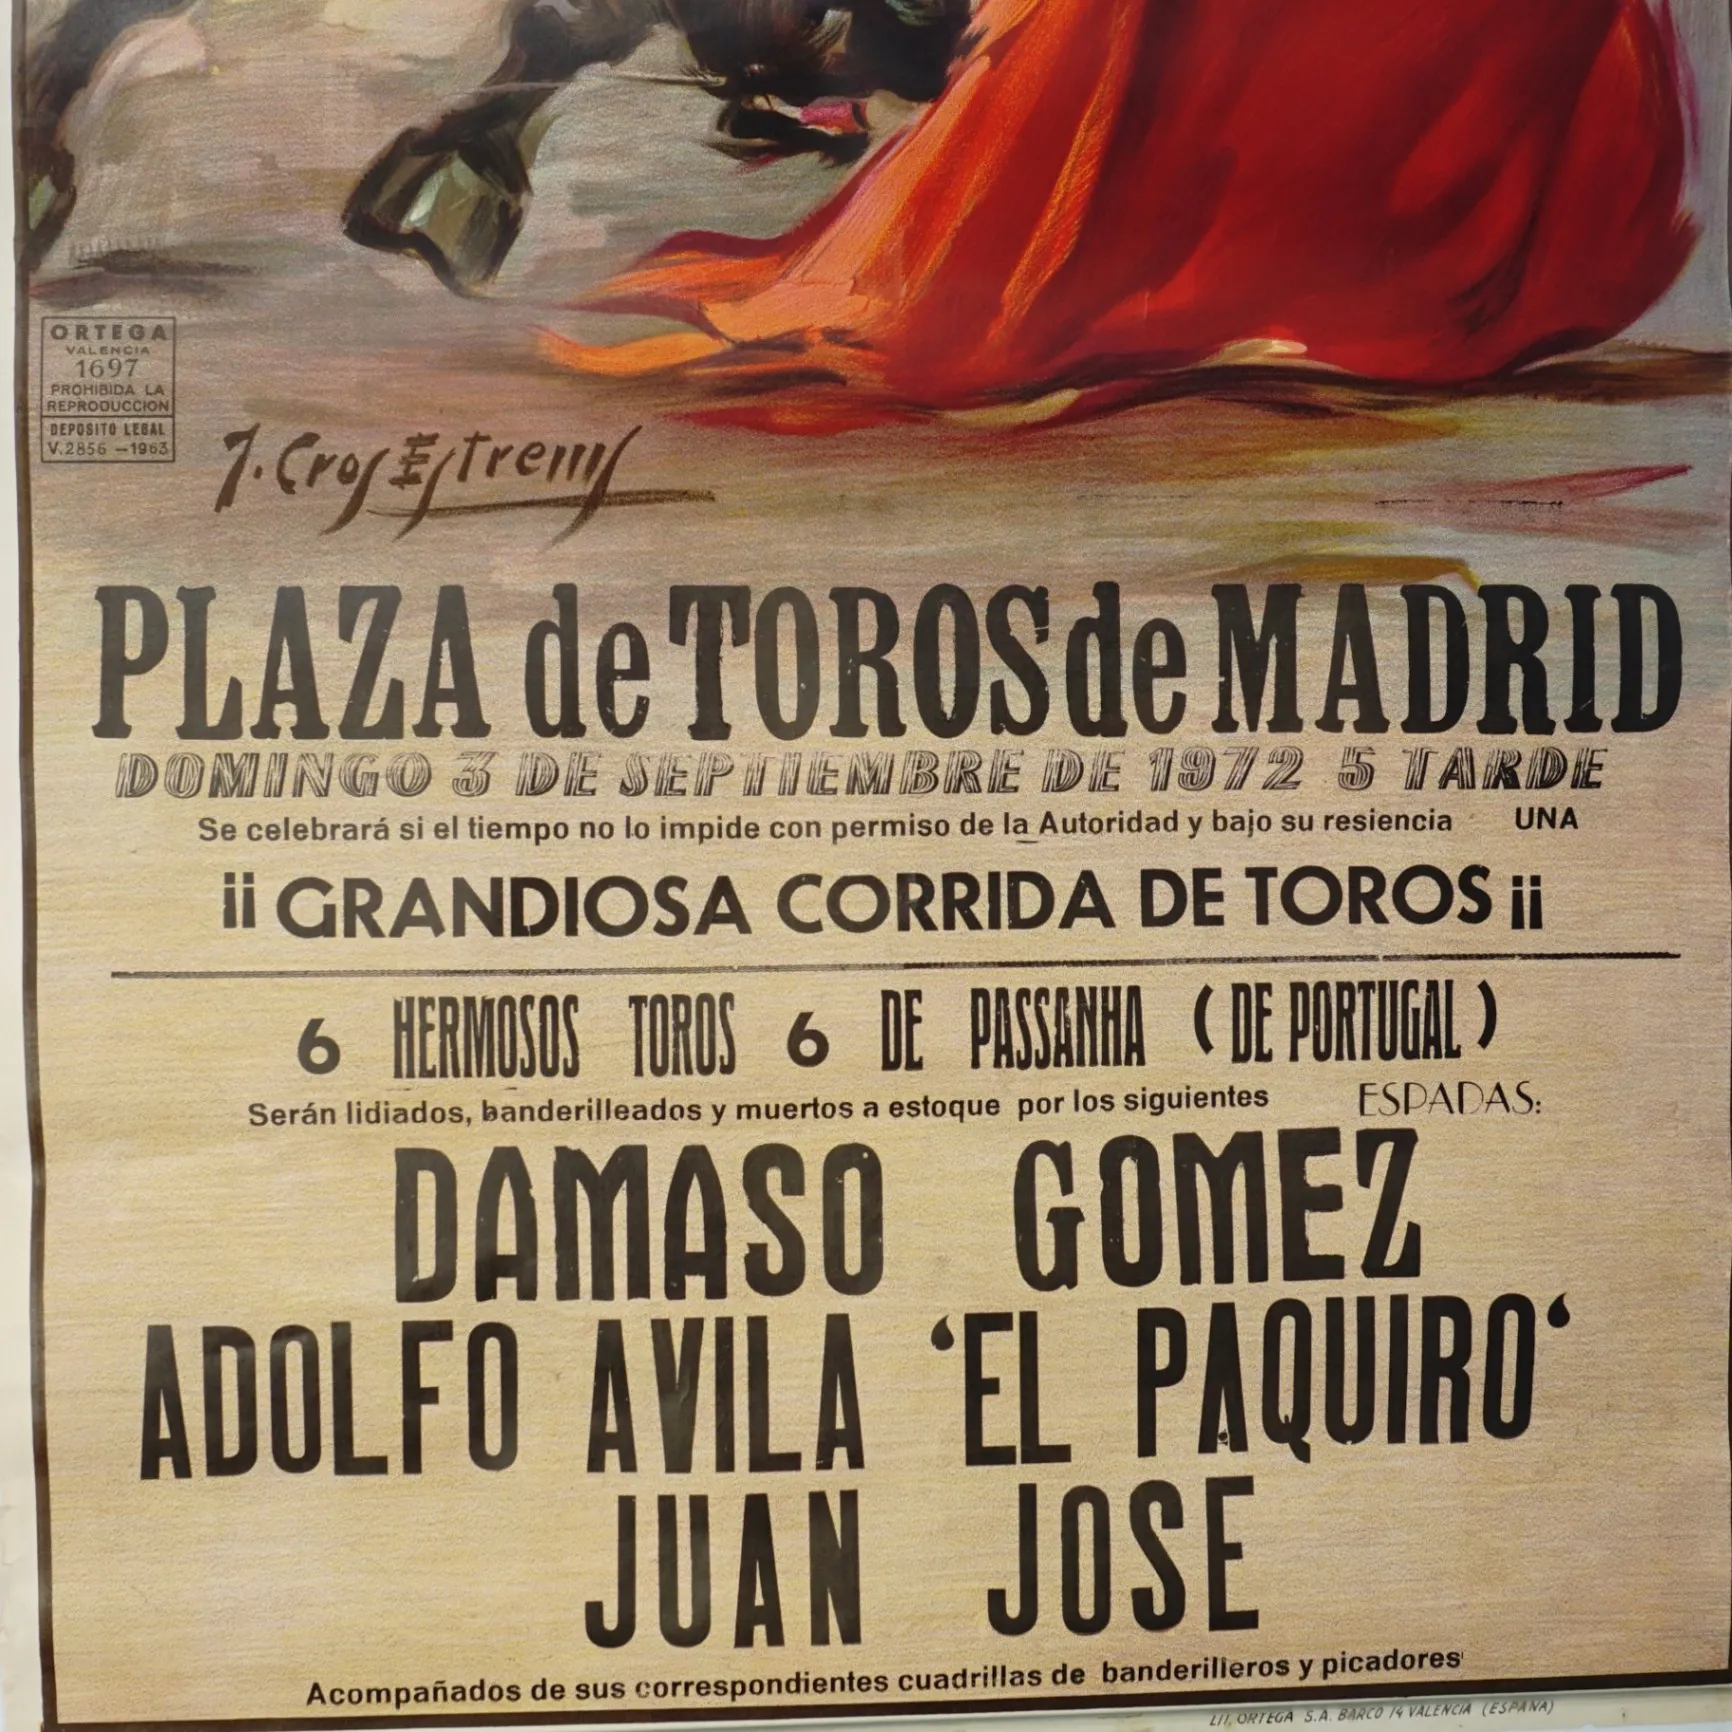 ORTEGA
VALENCIA
1697
PROHIBIDA LA
REPRODUCCION
DEPOSITO LEGAL
V.2856 -1963
J. Cros Estrems
PLAZA de TOROS de MADRID
DOMINGO 3 DE SEPTIEMBRE DE 1972 5 TARDE
Se celebrará si el tiempo no lo impide con permiso de la Autoridad y bajo su resiencia UNA
¡¡ GRANDIOSA CORRIDA DE TOROS ¡¡
6 HERMOSOS TOROS 6 DE PASSANHA ( DE PORTUGAL )
Serán lidiados, banderilleados y muertos a estoque por los siguientes ESPADAS:
DAMASO GOMEZ
ADOLFO AVILA ‘EL PAQUIRO‘
JUAN JOSE
Acompañados de sus correspondientes cuadrillas de banderilleros y picadores
LIT. ORTEGA S.A. BARCO 14 VALENCIA (ESPAÑA)